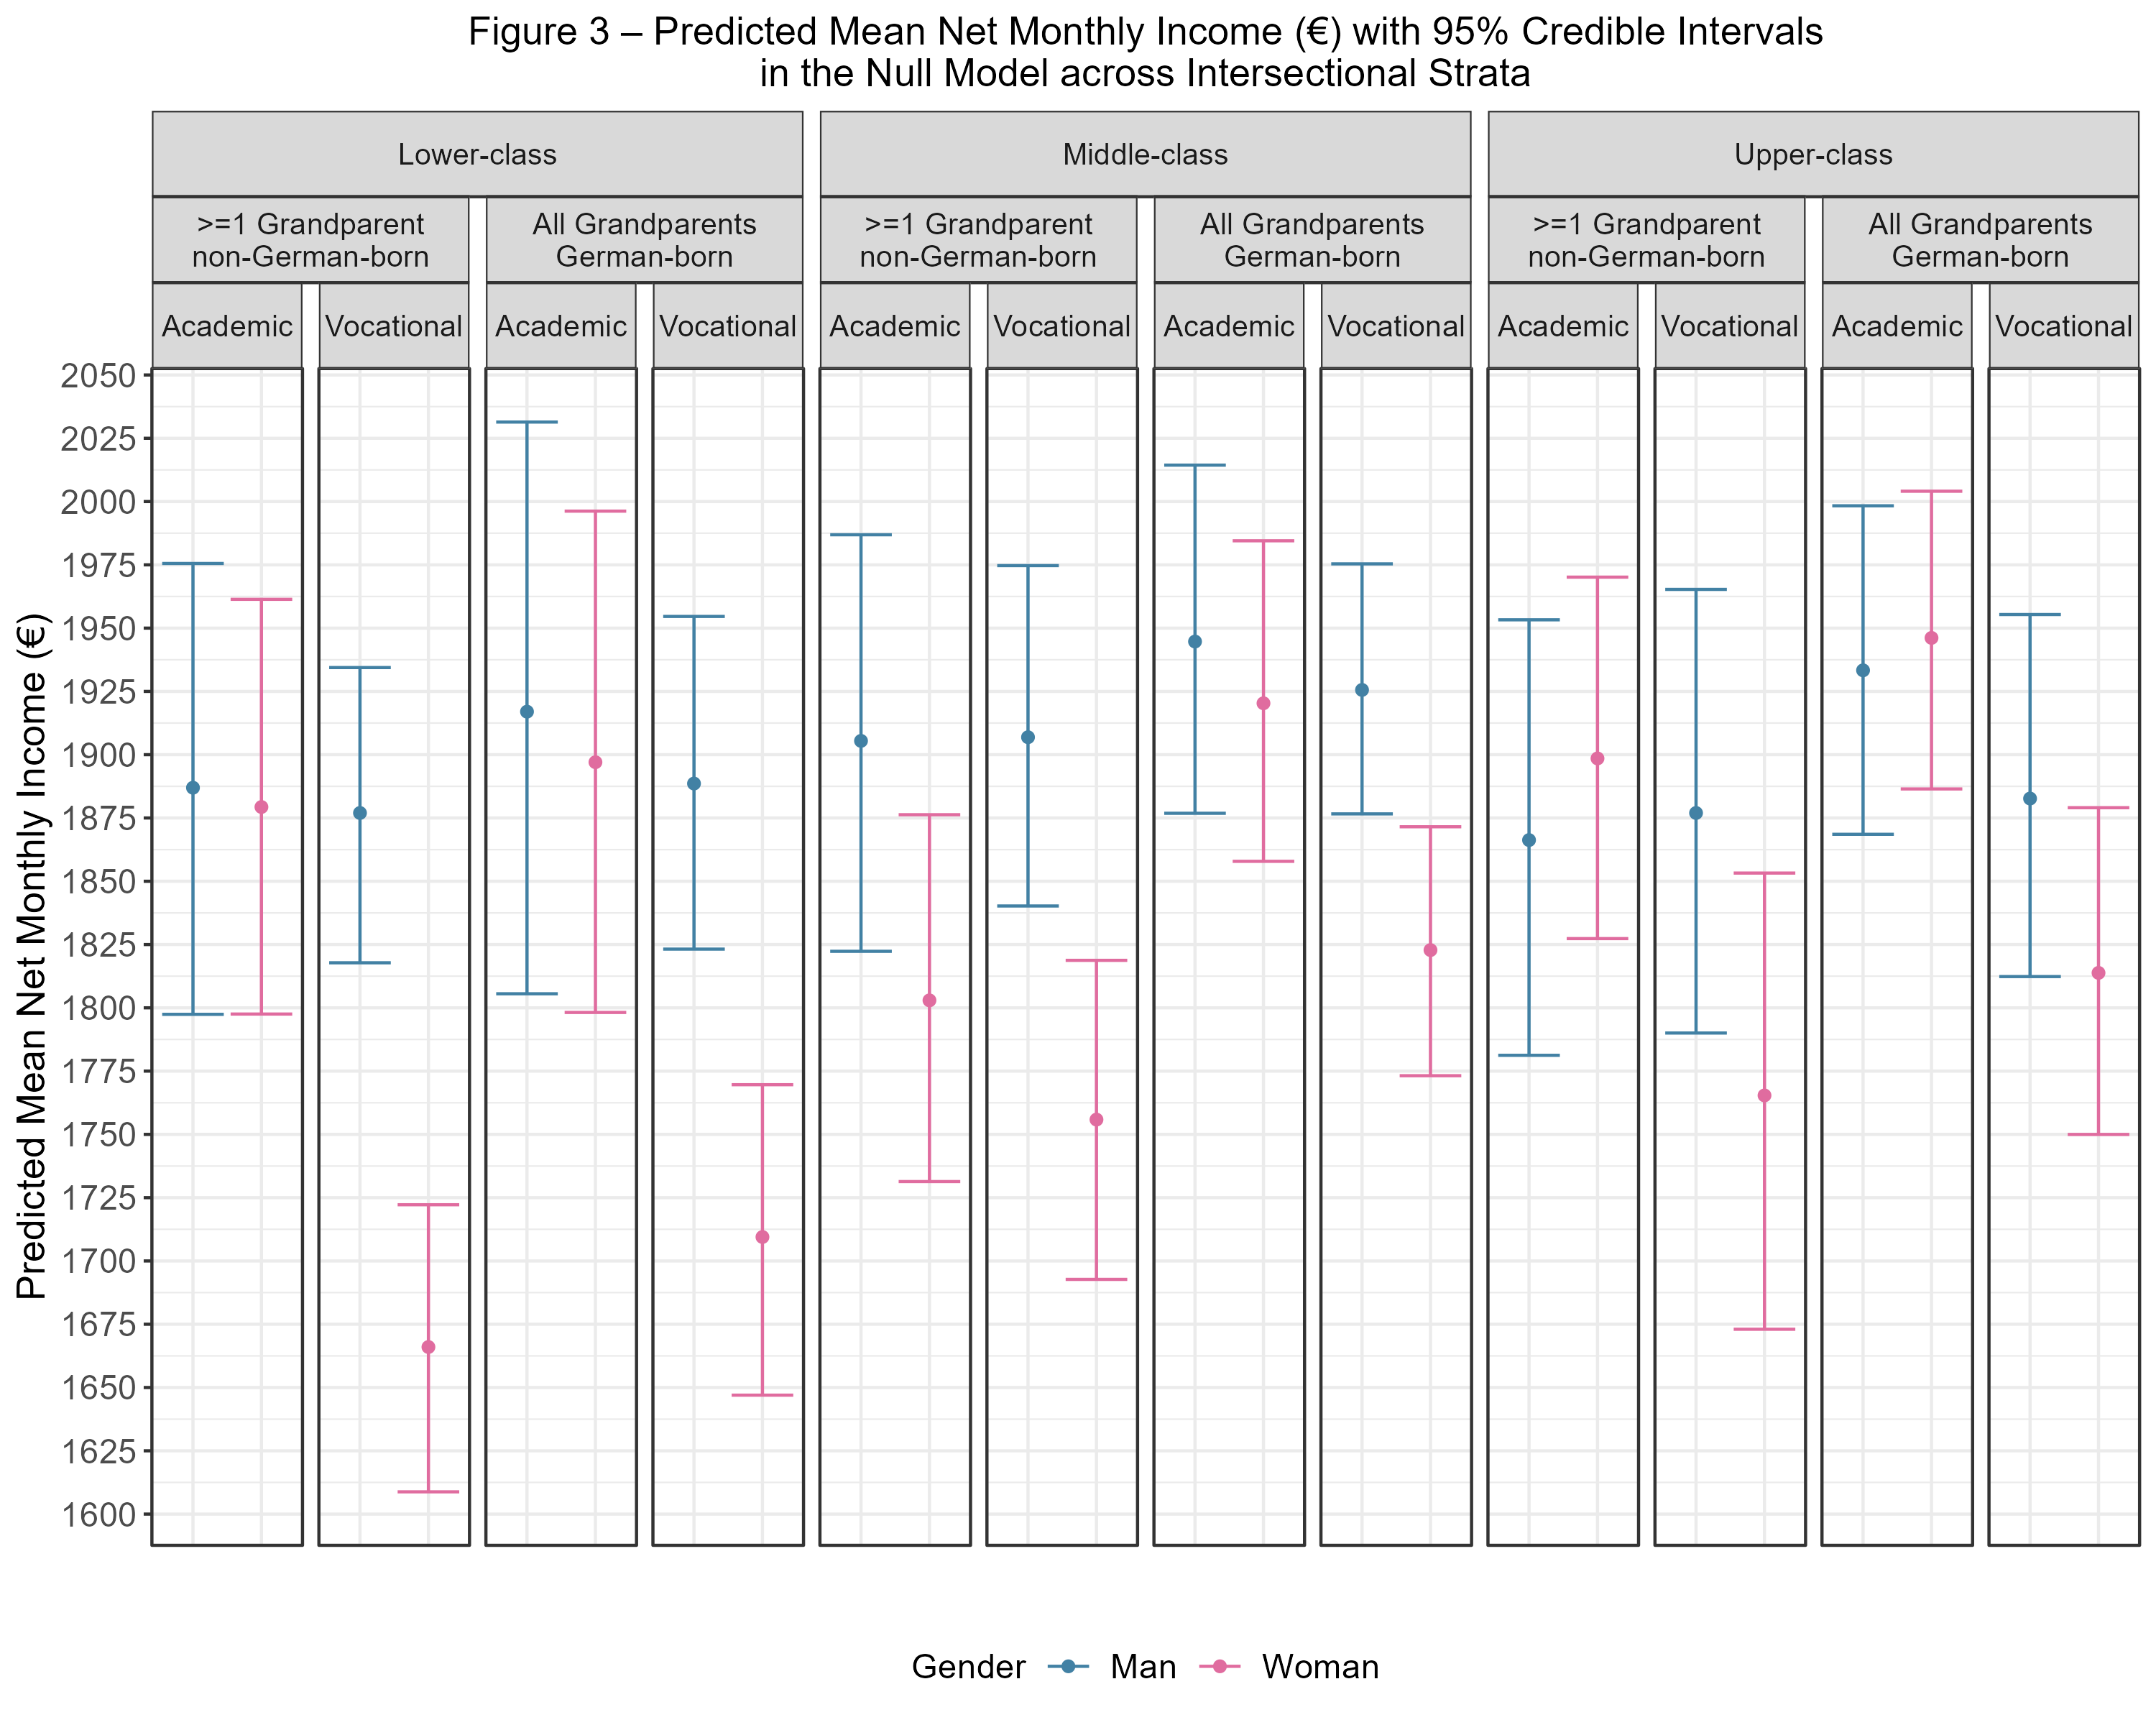 Figure 3 – Predicted Mean Net Monthly Income (€) with 95% Credible Intervals
in the Null Model across Intersectional Strata
Lower-class
Middle-class
Upper-class
>=1 Grandparent
non-German-born
All Grandparents
German-born
>=1 Grandparent
non-German-born
All Grandparents
German-born
>=1 Grandparent
non-German-born
All Grandparents
German-born
Academic
Vocational
Academic
Vocational
Academic
Vocational
Academic
Vocational
Academic
Vocational
Academic
Vocational
Predicted Mean Net Monthly Income (€)
2050
2025
2000
1975
1950
1925
1900
1875
1850
1825
1800
1775
1750
1725
1700
1675
1650
1625
1600
Gender
Man
Woman